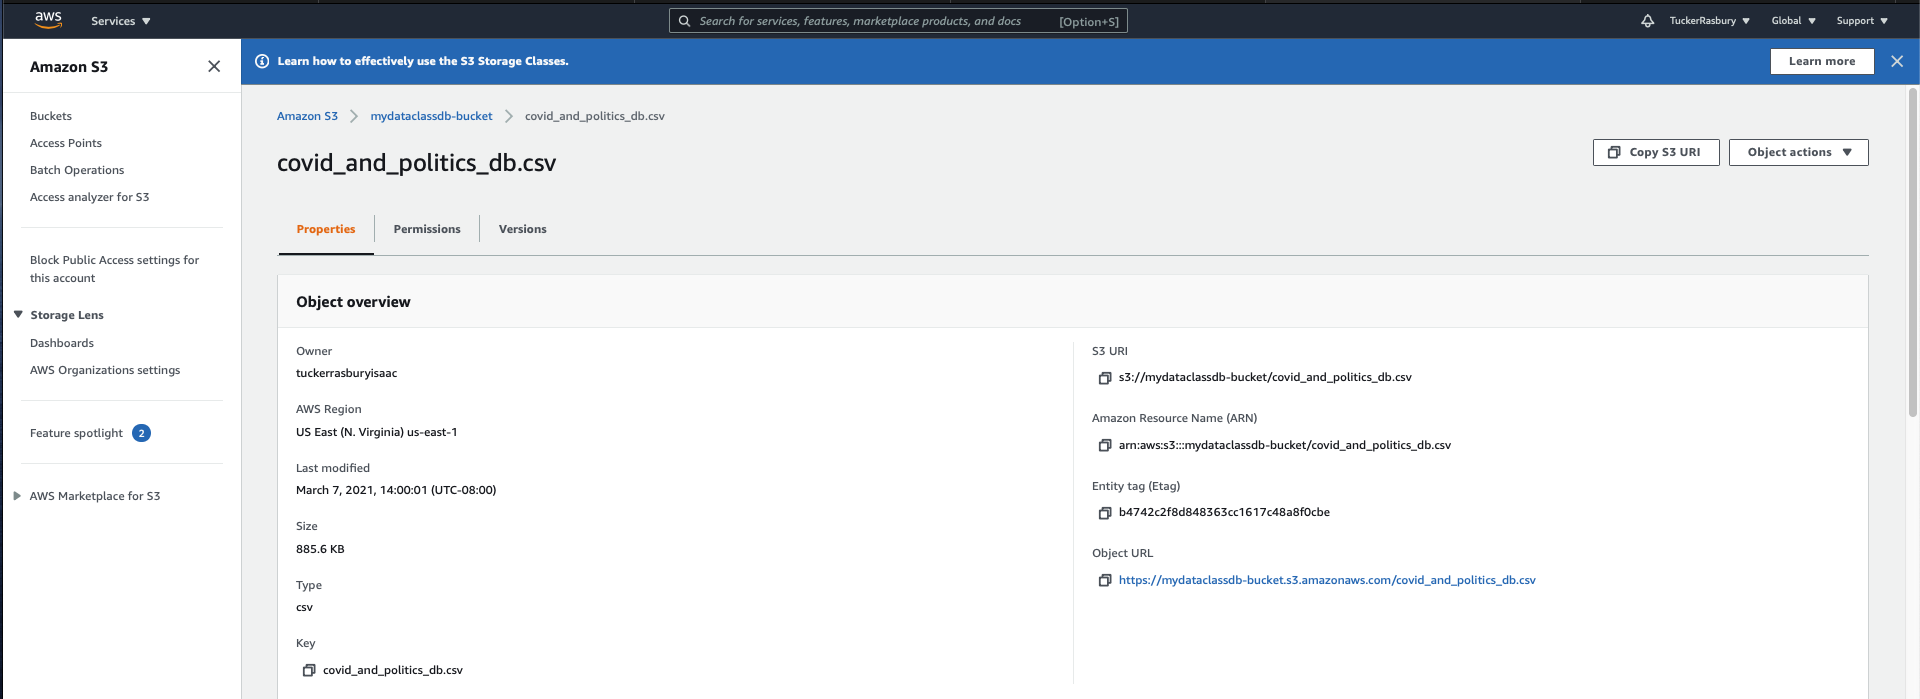 aws
Services
Search for services, features, marketplace products, and docs
[Option+S]
TuckerRasbury
Global
Support
Amazon S3
Buckets
Access Points
Batch Operations
Access analyzer for S3
Block Public Access settings for
this account
Storage Lens
Dashboards
AWS Organizations settings
Feature spotlight 2
AWS Marketplace for S3
Learn how to effectively use the S3 Storage Classes.
Learn more
Amazon S3 > mydataclassdb-bucket > covid_and_politics_db.csv
covid_and_politics_db.csv
Copy S3 URI
Object actions
Properties
Permissions
Versions
Object overview
Owner
tuckerrasburyisaac
AWS Region
US East (N. Virginia) us-east-1
Last modified
March 7, 2021, 14:00:01 (UTC-08:00)
Size
885.6 KB
Type
csv
Key
covid_and_politics_db.csv
S3 URI
s3://mydataclassdb-bucket/covid_and_politics_db.csv
Amazon Resource Name (ARN)
arn:aws:s3:::mydataclassdb-bucket/covid_and_politics_db.csv
Entity tag (Etag)
b4742c2f8d848363cc1617c48a8f0cbe
Object URL
https://mydataclassdb-bucket.s3.amazonaws.com/covid_and_politics_db.csv